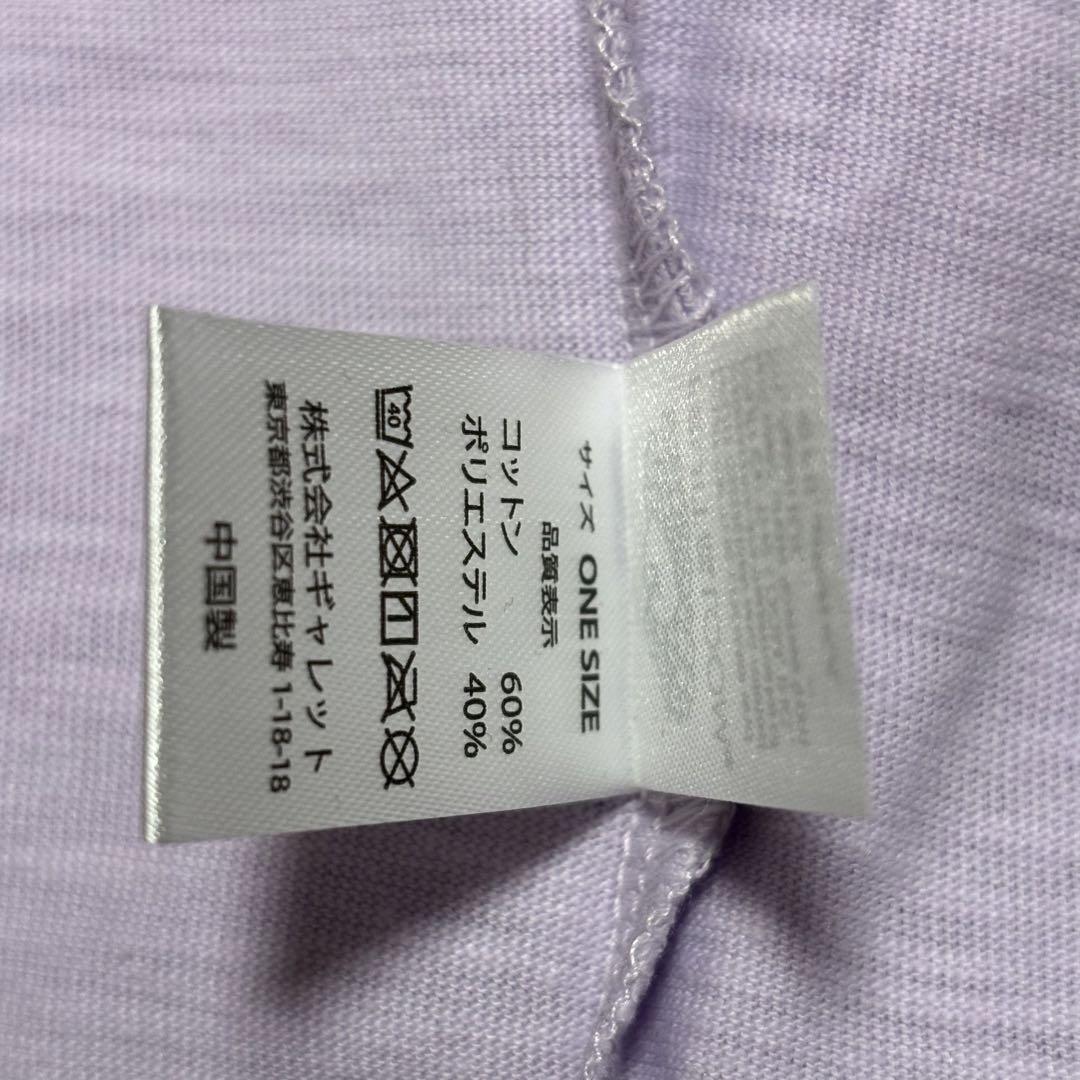 サイズ ONE SIZE
品質表示
コットン 60%
ポリエステル 40%
40
株式会社ギャレット
東京都渋谷区恵比寿 1-18-18
中国製